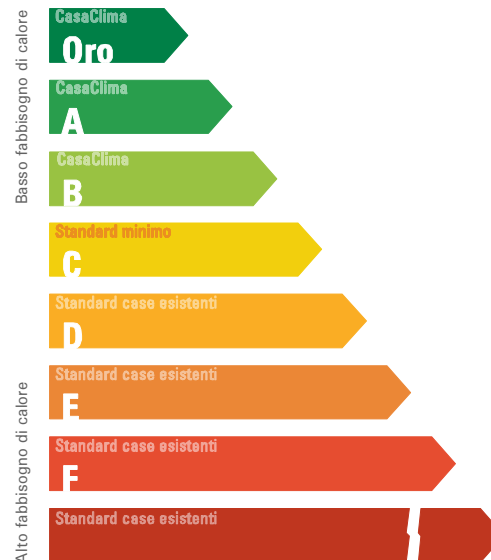 Basso fabbisogno di calore
CasaClima
Oro
CasaClima
A
CasaClima
B
Standard minimo
C
Standard case esistenti
D
Standard case esistenti
E
Standard case esistenti
F
Alto fabbisogno di calore
Standard case esistenti